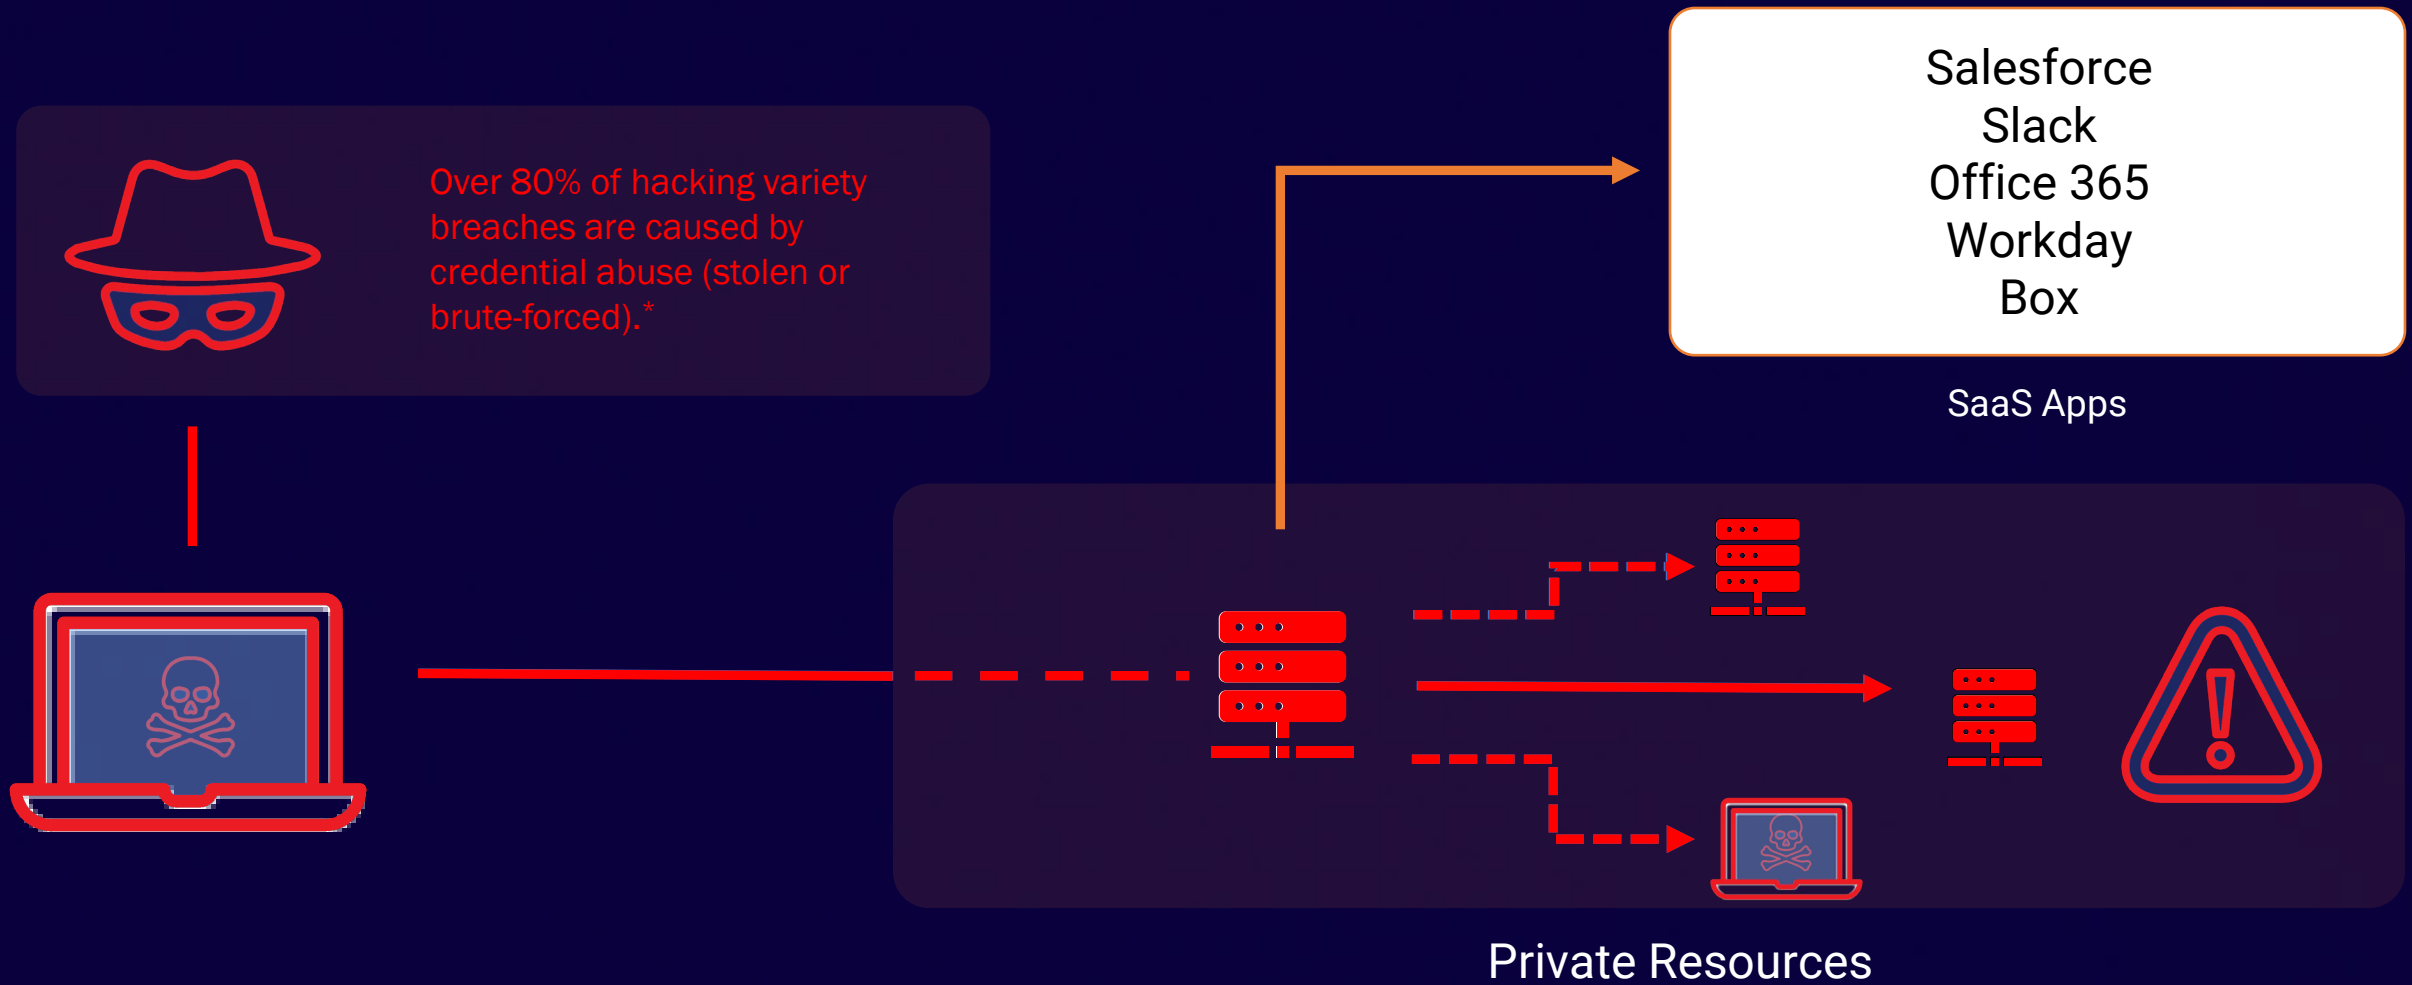 Over 80% of hacking variety
breaches are caused by
credential abuse (stolen or
brute-forced).*
Salesforce
Slack
Office 365
Workday
Box
SaaS Apps
Private Resources